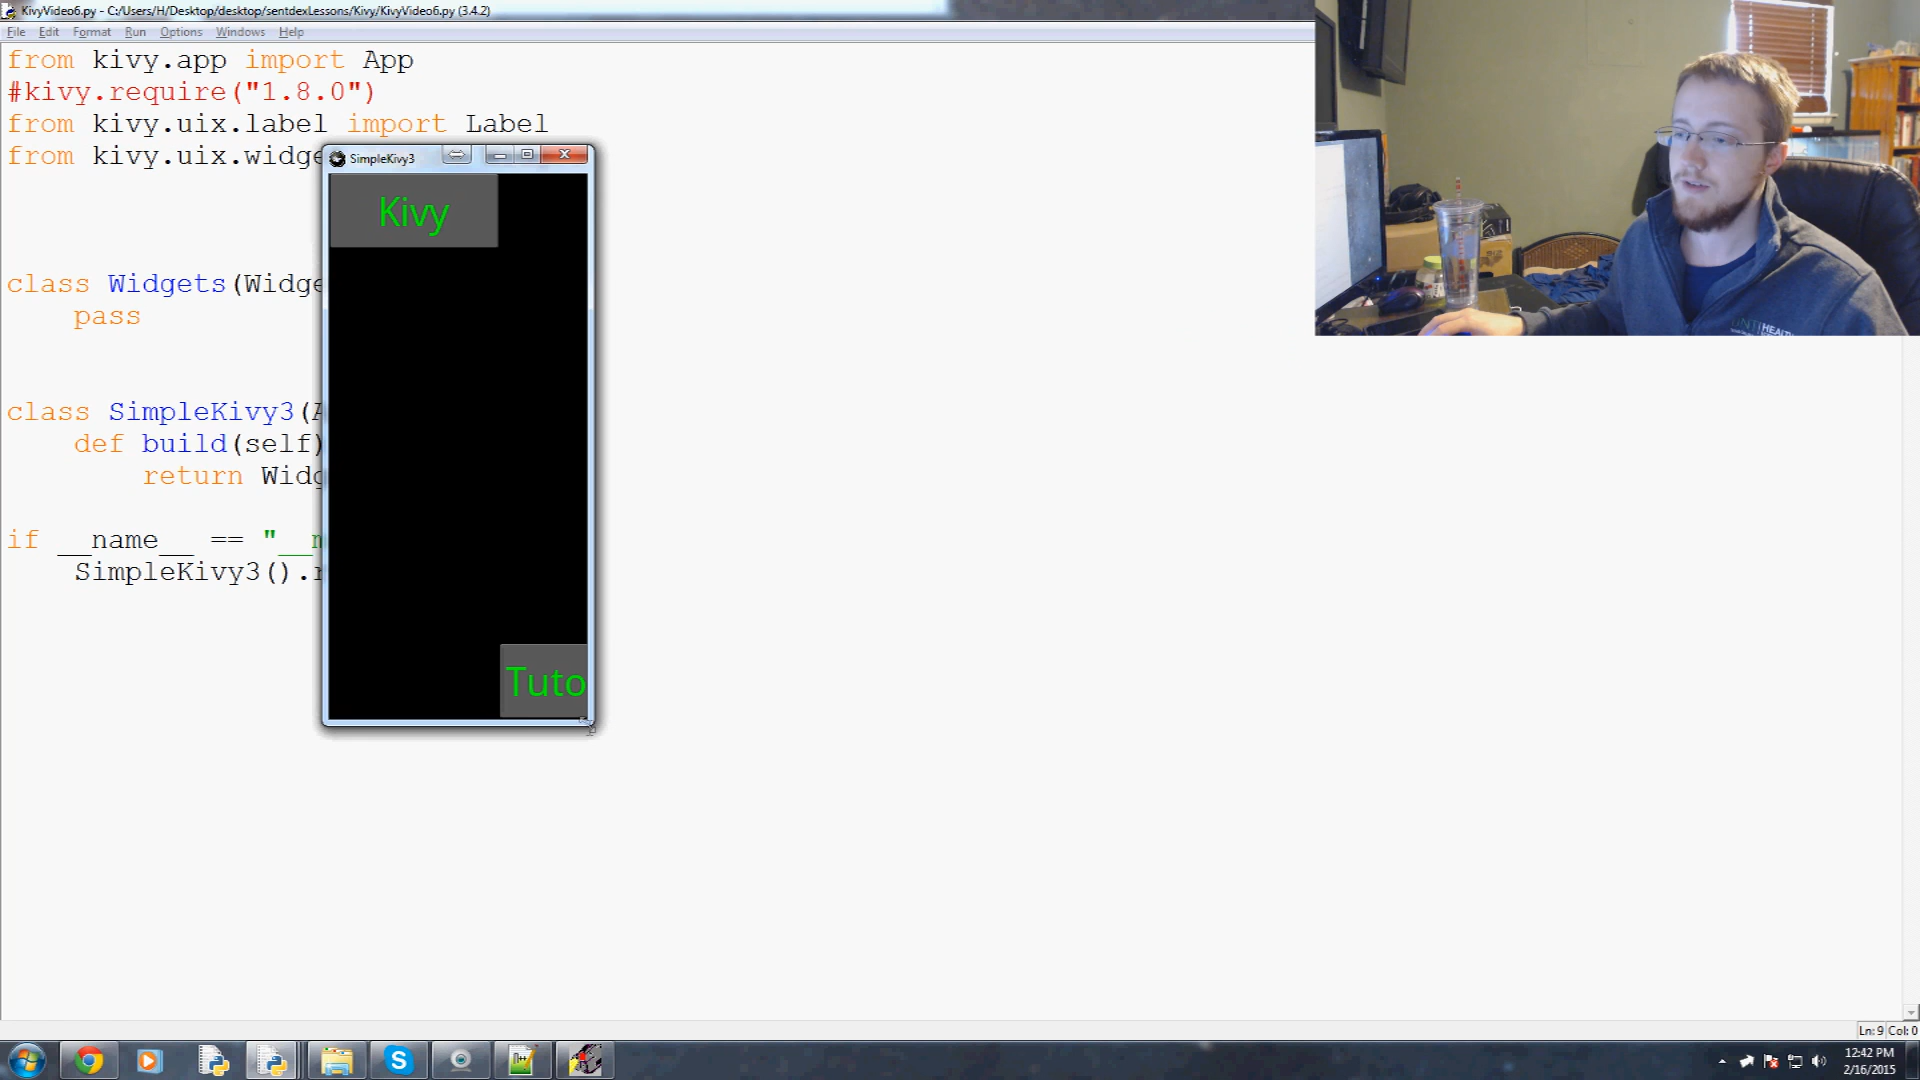 KivyVideo6.py - C:/Users/H/Desktop/desktop/sentdexLessons/Kivy/KivyVideo6.py (3.4.2)
File Edit Format Run Options Windows Help
from kivy.app import App
#kivy.require("1.8.0")
from kivy.uix.label import Label
from kivy.uix.widge
SimpleKivy3
Kivy
class Widgets(Widge
pass
class SimpleKivy3(A
def build(self)
return Widg
if __name__ == "__m
SimpleKivy3().r
Tuto
HEALTH
Ln: 9 Col: 0
12:42 PM
2/16/2015